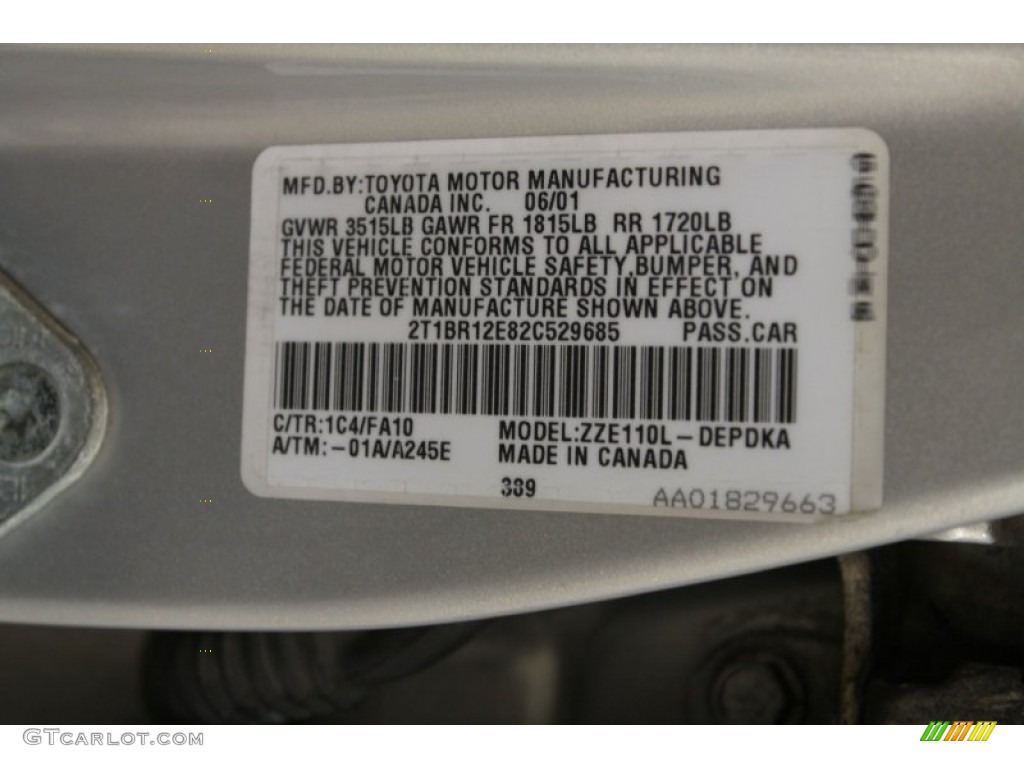 MFD.BY:TOYOTA MOTOR MANUFACTURING
CANADA INC. 06/01
GVWR 3515LB GAWR FR 1815LB RR 1720LB
THIS VEHICLE CONFORMS TO ALL APPLICABLE
FEDERAL MOTOR VEHICLE SAFETY,BUMPER, AND
THEFT PREVENTION STANDARDS IN EFFECT ON
THE DATE OF MANUFACTURE SHOWN ABOVE.
2T1BR12E82C529685 PASS.CAR
C/TR:1C4/FA10
A/TM:-01A/A245E
MODEL:ZZE110L-DEPDKA
MADE IN CANADA
389
AA01829663
GTCarlot.com